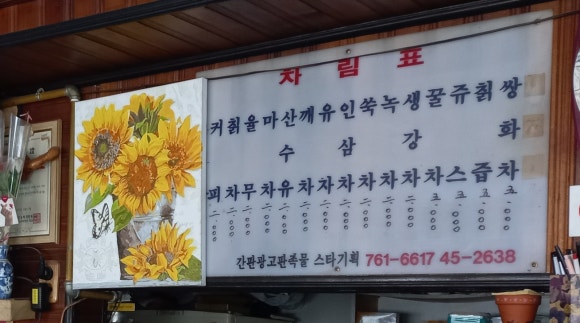 차림표
커피
칡차
율무
마차
산수유
깨차
유차
인삼차
쑥차
녹차
생강차
꿀차
쥬스
칡즙
쌍화차
간판광고판족물 스타기획 761-6617 45-2638